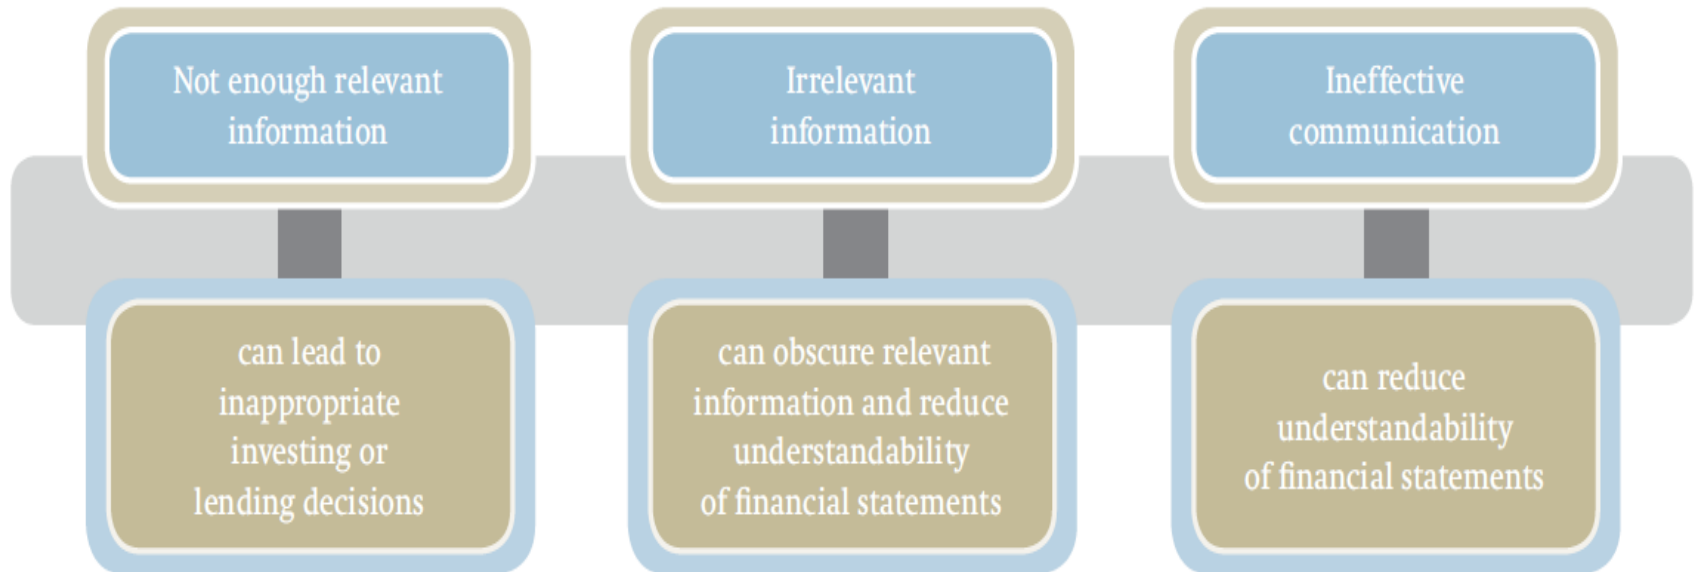 Not enough relevant
information
Irrelevant
information
Ineffective
communication
can lead to
inappropriate
investing or
lending decisions
can obscure relevant
information and reduce
understandability
of financial statements
can reduce
understandability
of financial statements